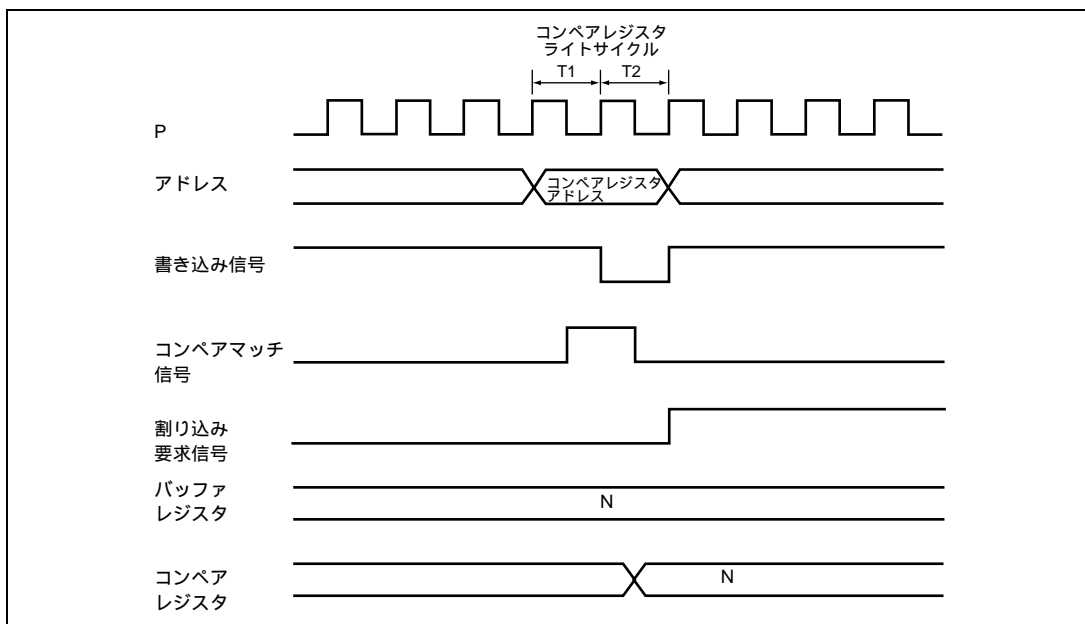 コンペアレジスタ
ライトサイクル
T1 T2
P
アドレス
コンペアレジスタ
アドレス
書き込み信号
コンペアマッチ
信号
割り込み
要求信号
バッファ
レジスタ
N
コンペア
レジスタ
N